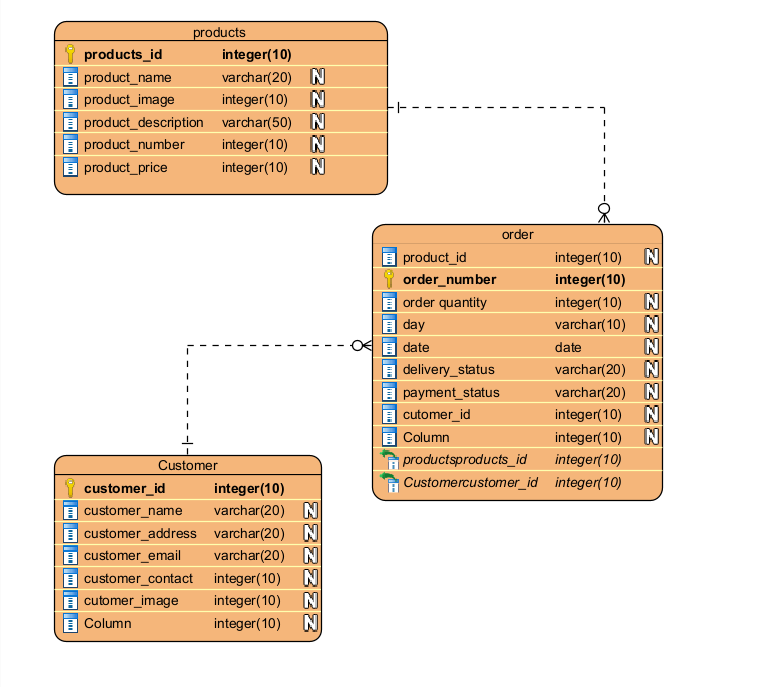 products
products_id integer(10)
product_name varchar(20) N
product_image integer(10) N
product_description varchar(50) N
product_number integer(10) N
product_price integer(10) N
order
product_id integer(10) N
order_number integer(10)
order quantity integer(10) N
day varchar(10) N
date date N
delivery_status varchar(20) N
payment_status varchar(20) N
cutomer_id integer(10) N
Column integer(10) N
productsproducts_id integer(10)
Customercustomer_id integer(10)
Customer
customer_id integer(10)
customer_name varchar(20) N
customer_address varchar(20) N
customer_email varchar(20) N
customer_contact integer(10) N
cutomer_image integer(10) N
Column integer(10) N